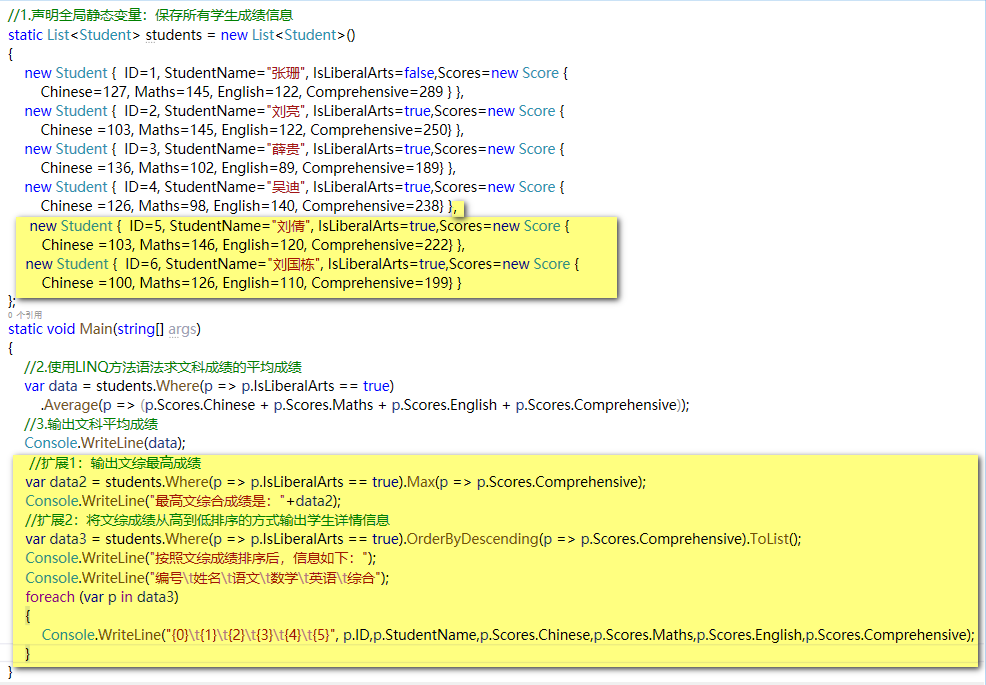 //1.声明全局静态变量：保存所有学生成绩信息
static List<Student> students = new List<Student>()
{
new Student {  ID=1, StudentName="张珊", IsLiberalArts=false,Scores=new Score {
Chinese=127, Maths=145, English=122, Comprehensive=289 } },
new Student {  ID=2, StudentName="刘亮", IsLiberalArts=true,Scores=new Score {
Chinese =103, Maths=145, English=122, Comprehensive=250} },
new Student {  ID=3, StudentName="薛贵", IsLiberalArts=true,Scores=new Score {
Chinese =136, Maths=102, English=89, Comprehensive=189} },
new Student {  ID=4, StudentName="吴迪", IsLiberalArts=true,Scores=new Score {
Chinese =126, Maths=98, English=140, Comprehensive=238} },
new Student {  ID=5, StudentName="刘倩", IsLiberalArts=true,Scores=new Score {
Chinese =103, Maths=146, English=120, Comprehensive=222} },
new Student {  ID=6, StudentName="刘国栋", IsLiberalArts=true,Scores=new Score {
Chinese =100, Maths=126, English=110, Comprehensive=199} }
};
0 个引用
static void Main(string[] args)
{
//2.使用LINQ方法语法求文科成绩的平均成绩
var data = students.Where(p => p.IsLiberalArts == true)
.Average(p => (p.Scores.Chinese + p.Scores.Maths + p.Scores.English + p.Scores.Comprehensive));
//3.输出文科平均成绩
Console.WriteLine(data);
//扩展1：输出文综最高成绩
var data2 = students.Where(p => p.IsLiberalArts == true).Max(p => p.Scores.Comprehensive);
Console.WriteLine("最高文综合成绩是："+data2);
//扩展2：将文综成绩从高到低排序的方式输出学生详情信息
var data3 = students.Where(p => p.IsLiberalArts == true).OrderByDescending(p => p.Scores.Comprehensive).ToList();
Console.WriteLine("按照文综成绩排序后，信息如下：");
Console.WriteLine("编号\t姓名\t语文\t数学\t英语\t综合");
foreach (var p in data3)
{
Console.WriteLine("{0}\t{1}\t{2}\t{3}\t{4}\t{5}", p.ID,p.StudentName,p.Scores.Chinese,p.Scores.Maths,p.Scores.English,p.Scores.Comprehensive);
}
}